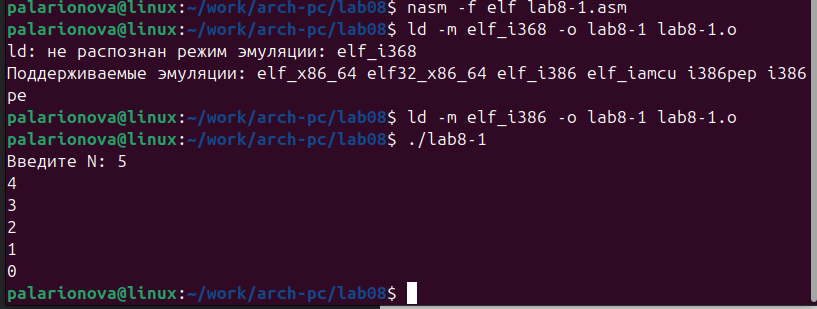 palarionova@linux:~/work/arch-pc/lab08$ nasm -f elf lab8-1.asm
palarionova@linux:~/work/arch-pc/lab08$ ld -m elf_i368 -o lab8-1 lab8-1.o
ld: не распознан режим эмуляции: elf_i368
Поддерживаемые эмуляции: elf_x86_64 elf32_x86_64 elf_i386 elf_iamcu i386pep i386
pe
palarionova@linux:~/work/arch-pc/lab08$ ld -m elf_i386 -o lab8-1 lab8-1.o
palarionova@linux:~/work/arch-pc/lab08$ ./lab8-1
Введите N: 5
4
3
2
1
0
palarionova@linux:~/work/arch-pc/lab08$